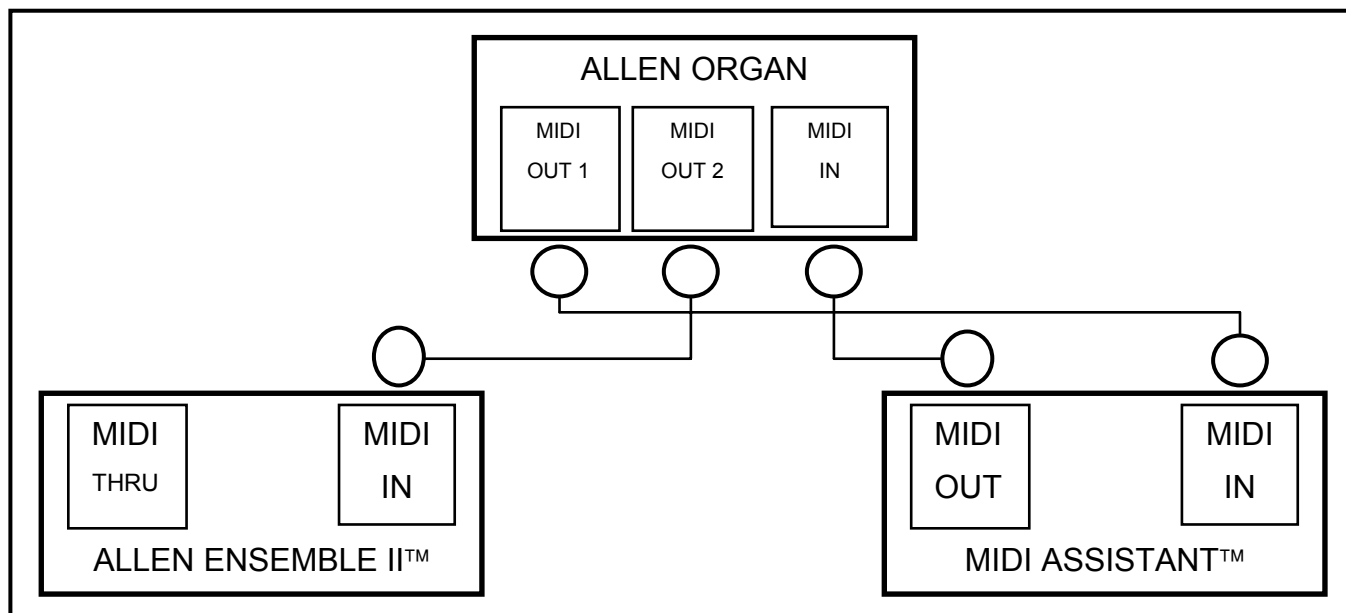 ALLEN ORGAN
MIDI
OUT 1
MIDI
OUT 2
MIDI
IN
MIDI
THRU
MIDI
IN
ALLEN ENSEMBLE II™
MIDI
OUT
MIDI
IN
MIDI ASSISTANT™